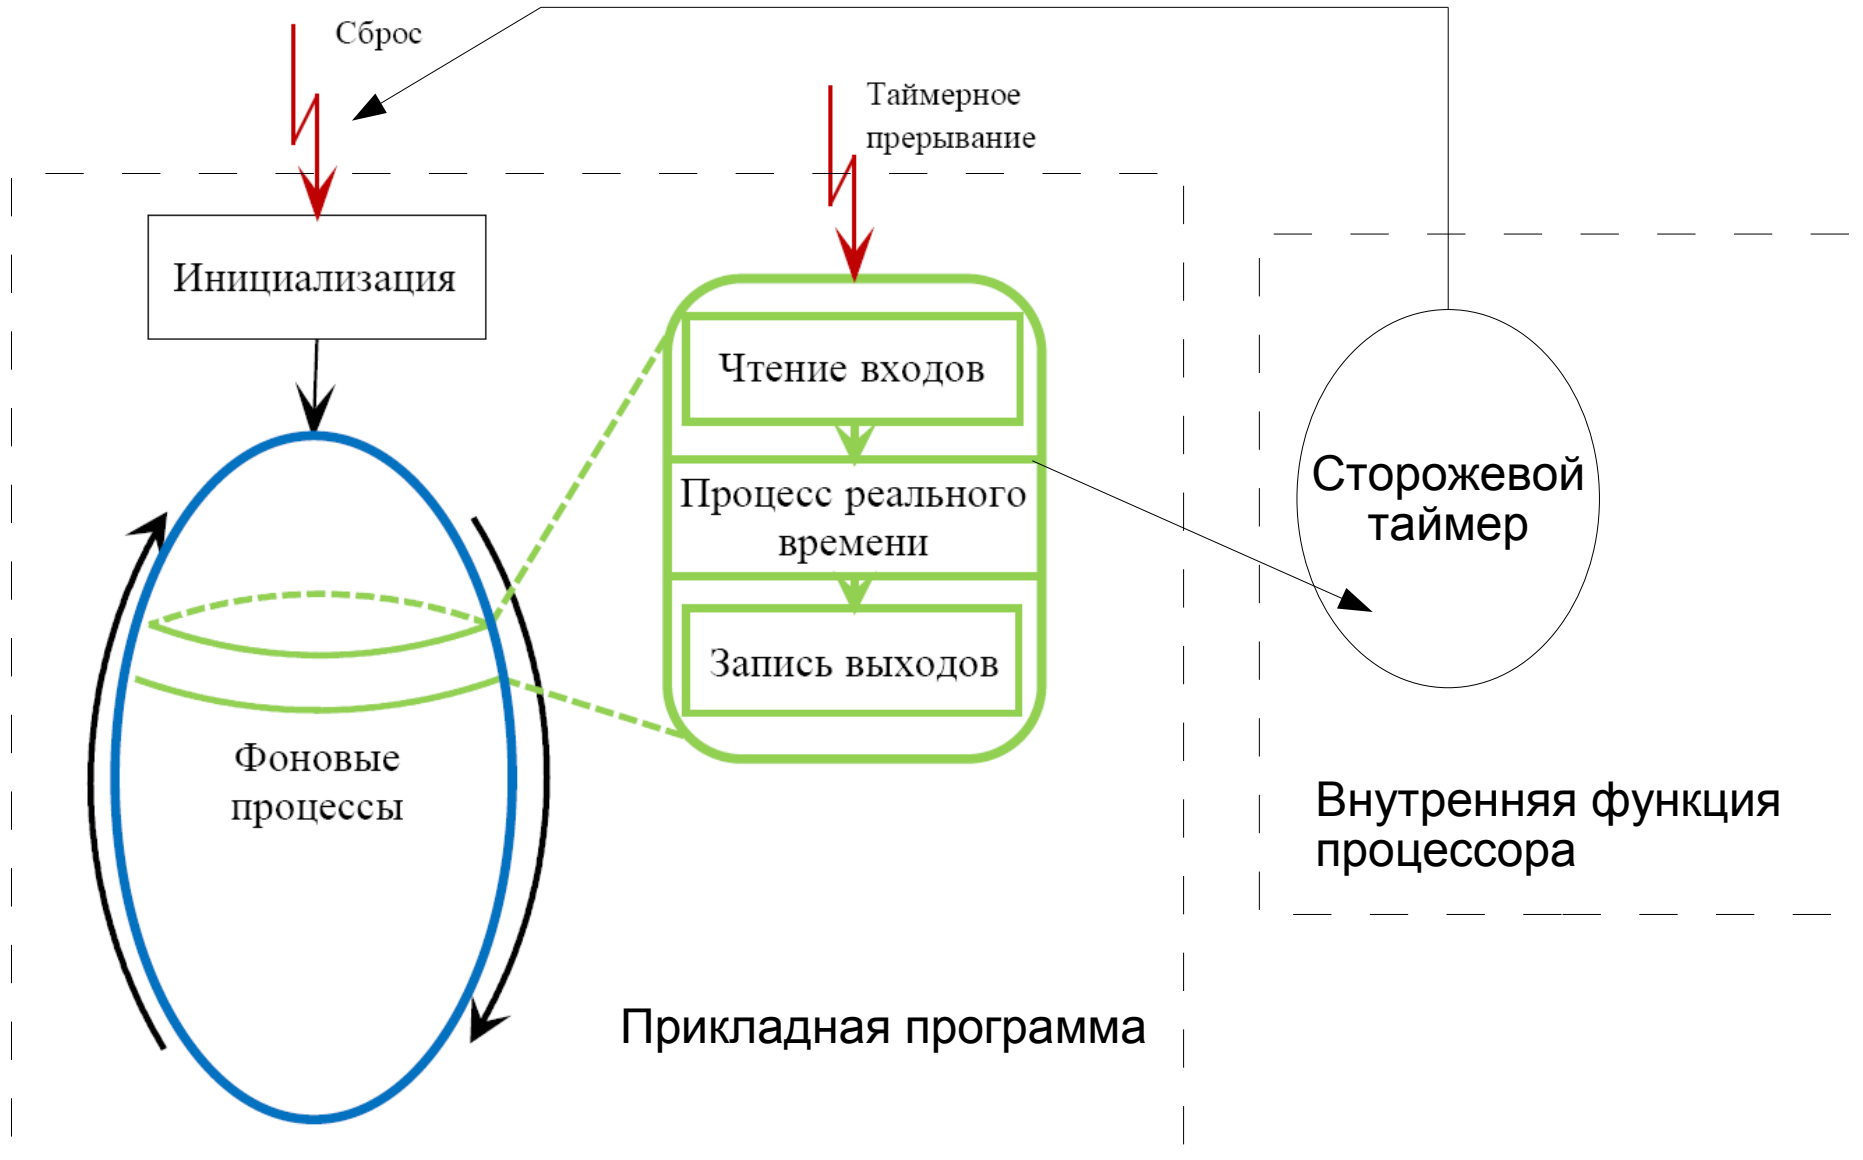 Сброс
Таймерное
прерывание
Инициализация
Чтение входов
Процесс реального
времени
Запись выходов
Сторожевой
таймер
Фоновые
процессы
Внутренняя функция
процессора
Прикладная программа